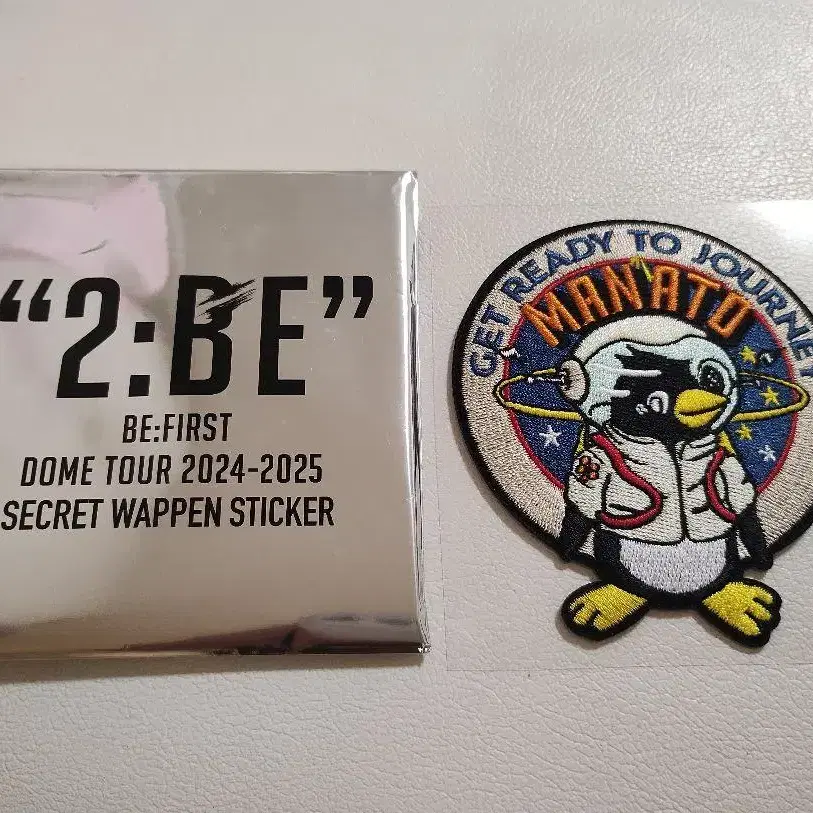 “2:BE”
BE:FIRST
DOME TOUR 2024-2025
SECRET WAPPEN STICKER
GET READY TO JOURNEY
MANATO